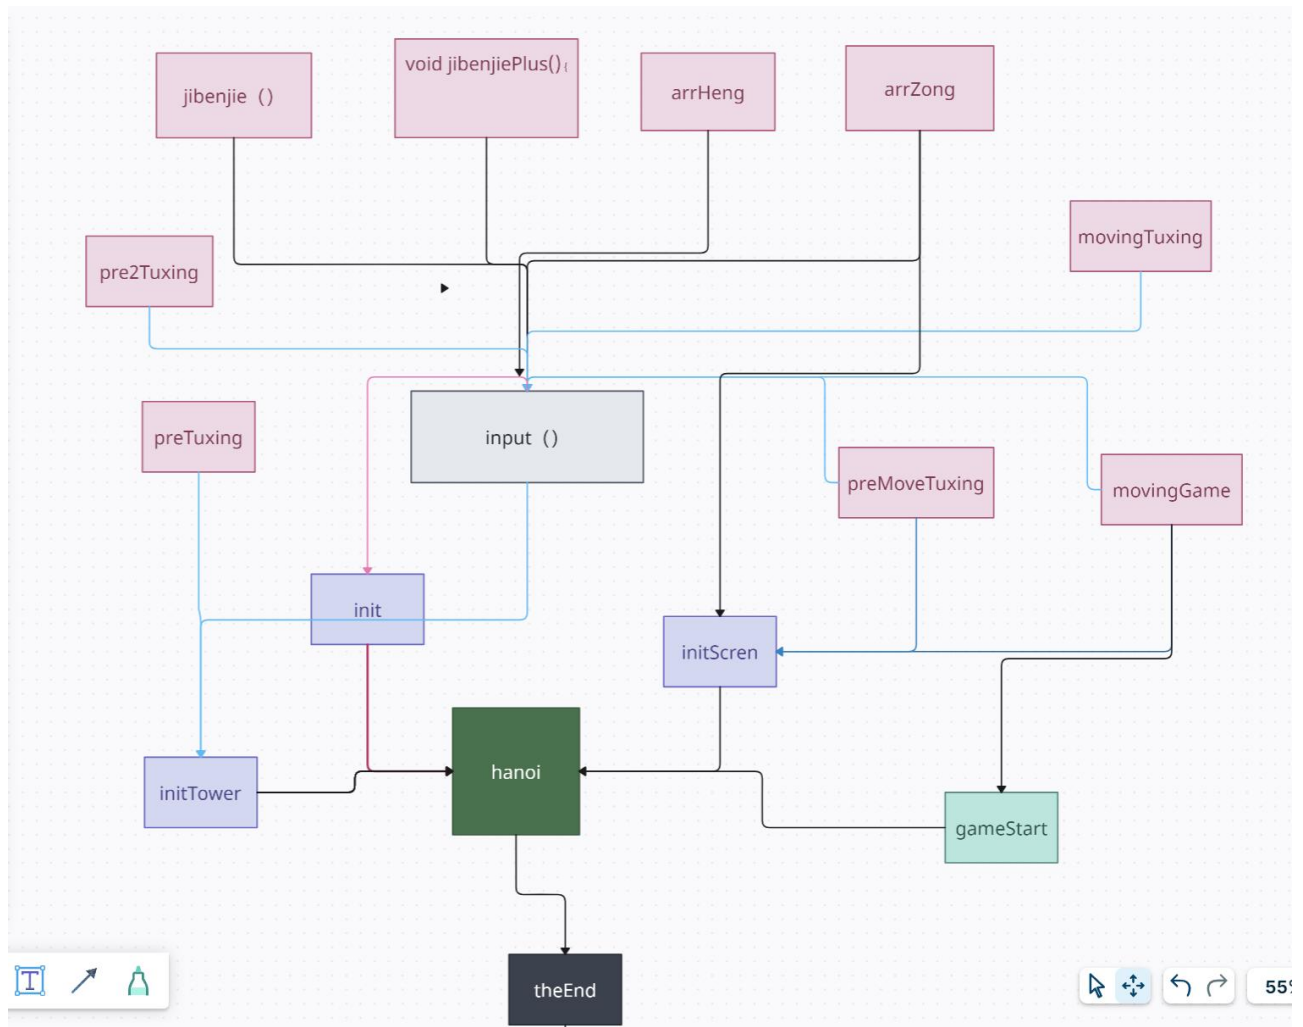 jibenjie （）
void jibenjiePlus(){
arrHeng
arrZong
movingTuxing
pre2Tuxing
preTuxing
input （）
preMoveTuxing
movingGame
init
initScren
hanoi
initTower
gameStart
theEnd
T